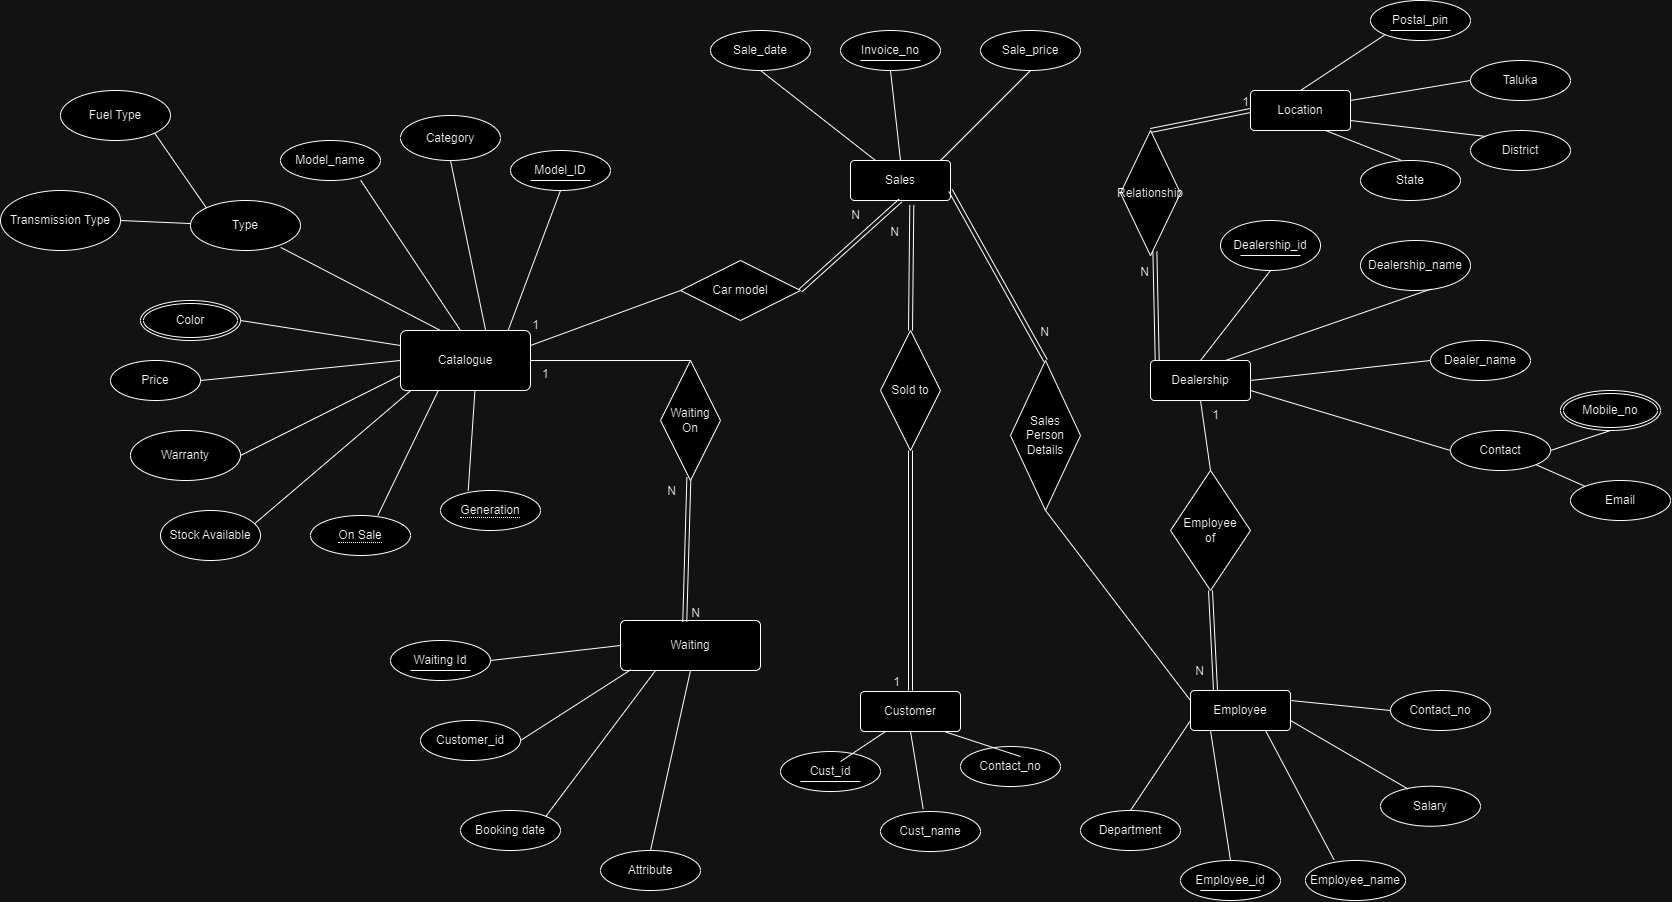 Postal_pin
Sale_date
Invoice_no
Sale_price
Taluka
1
Location
Fuel Type
Category
Model_name
Model_ID
District
Sales
State
Relationship
Transmission Type
Type
N
N
Dealership_id
Dealership_name
N
Car model
Color
1
N
Catalogue
1
Price
Dealership
Dealer_name
Sold to
Waiting
On
1
Mobile_no
Sales
Person
Details
Contact
Warranty
N
Email
Generation
Stock Available
On Sale
Employee
of
N
Waiting
Waiting Id
N
1
Customer
Employee
Contact_no
Customer_id
Cust_id
Contact_no
Salary
Booking date
Cust_name
Department
Attribute
Employee_id
Employee_name